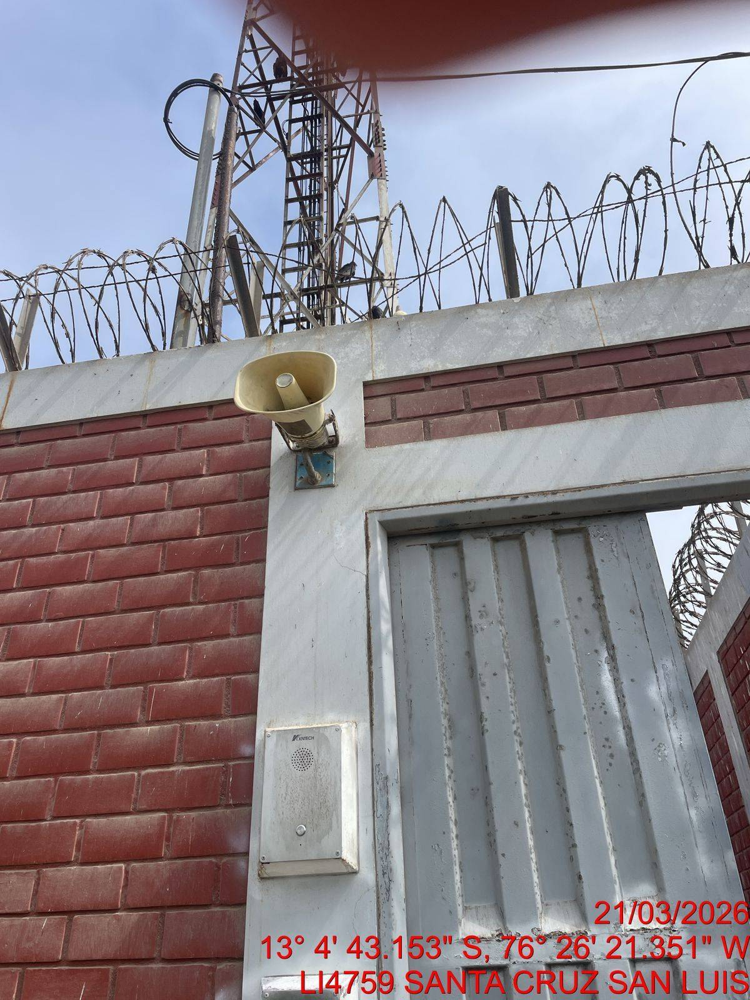 KNTECH
21/03/2026
13° 4' 43.153" S, 76° 26' 21.351" W
LI4759 SANTA CRUZ SAN LUIS